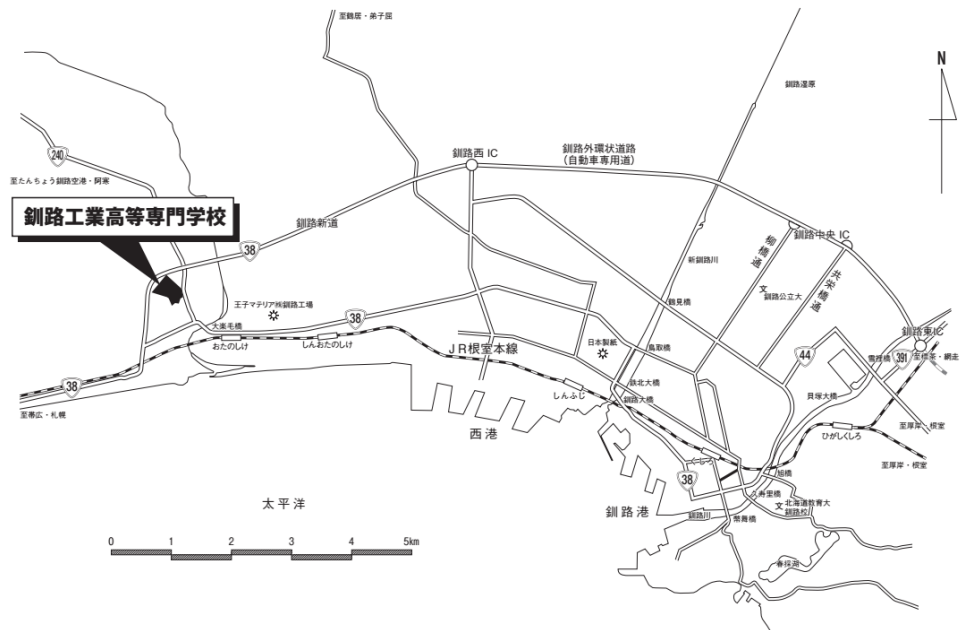 至鶴居・弟子屈
釧路湿原
N
240
釧路西 IC
釧路外環状道路
(自動車専用道)
至たんちょう釧路空港・阿寒
釧路工業高等専門学校
釧路新道
38
柳橋通
釧路中央 IC
新釧路川
共栄橋通
文
釧路公立大
鶴見橋
王子マテリア㈱釧路工場
38
大楽毛橋
おたのしけ
しんおたのしけ
JR根室本線
日本製紙
鳥取橋
44
釧路東IC
雪裡橋
391
至標茶・網走
38
至帯広・札幌
しんふじ
鉄北大橋
釧路大橋
貝塚大橋
西港
ひがしくしろ
至厚岸・根室
至厚岸・根室
太平洋
38
旭橋
久寿里橋
文
北海道教育大
釧路校
釧路港
釧路川
幣舞橋
春採湖
0 1 2 3 4 5km